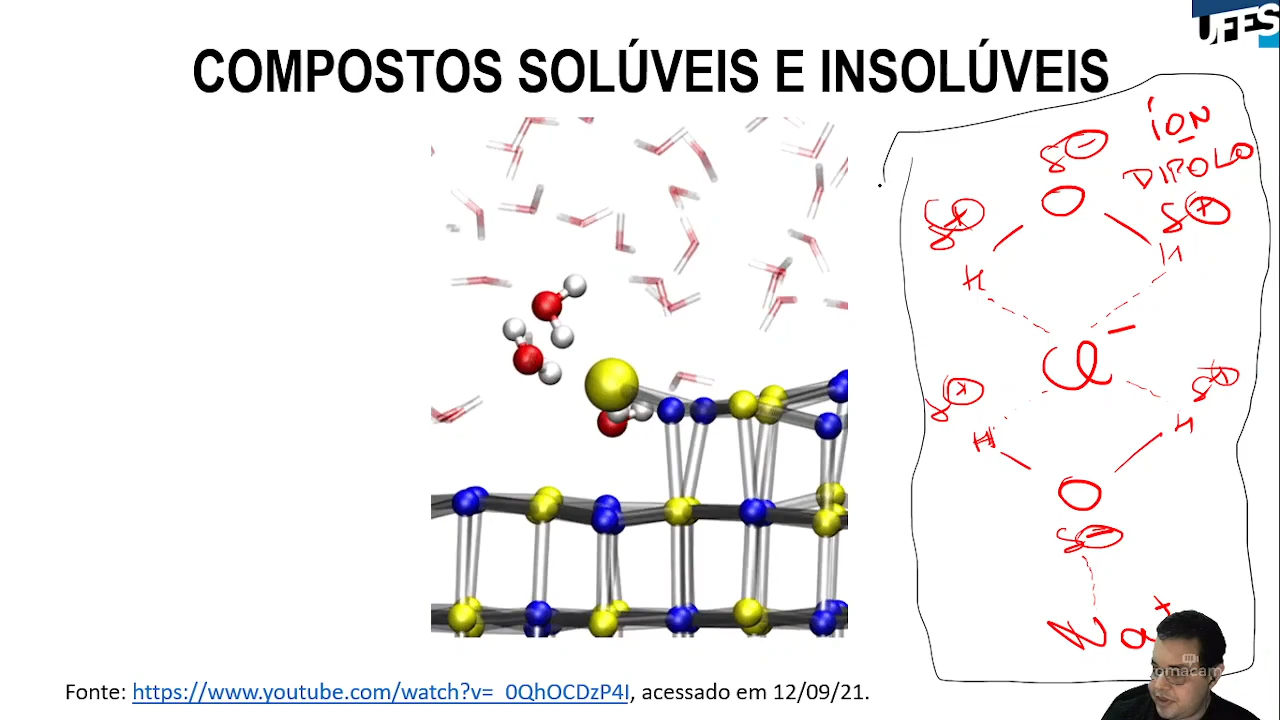 UFES
COMPOSTOS SOLÚVEIS E INSOLÚVEIS
ÍON
DIPOLO
δ-
O
δ+
δ+
H
H
Cl-
δ+
δ+
H
H
O
δ-
Na+
Fonte: https://www.youtube.com/watch?v=_0QhOCDzP4I, acessado em 12/09/21.